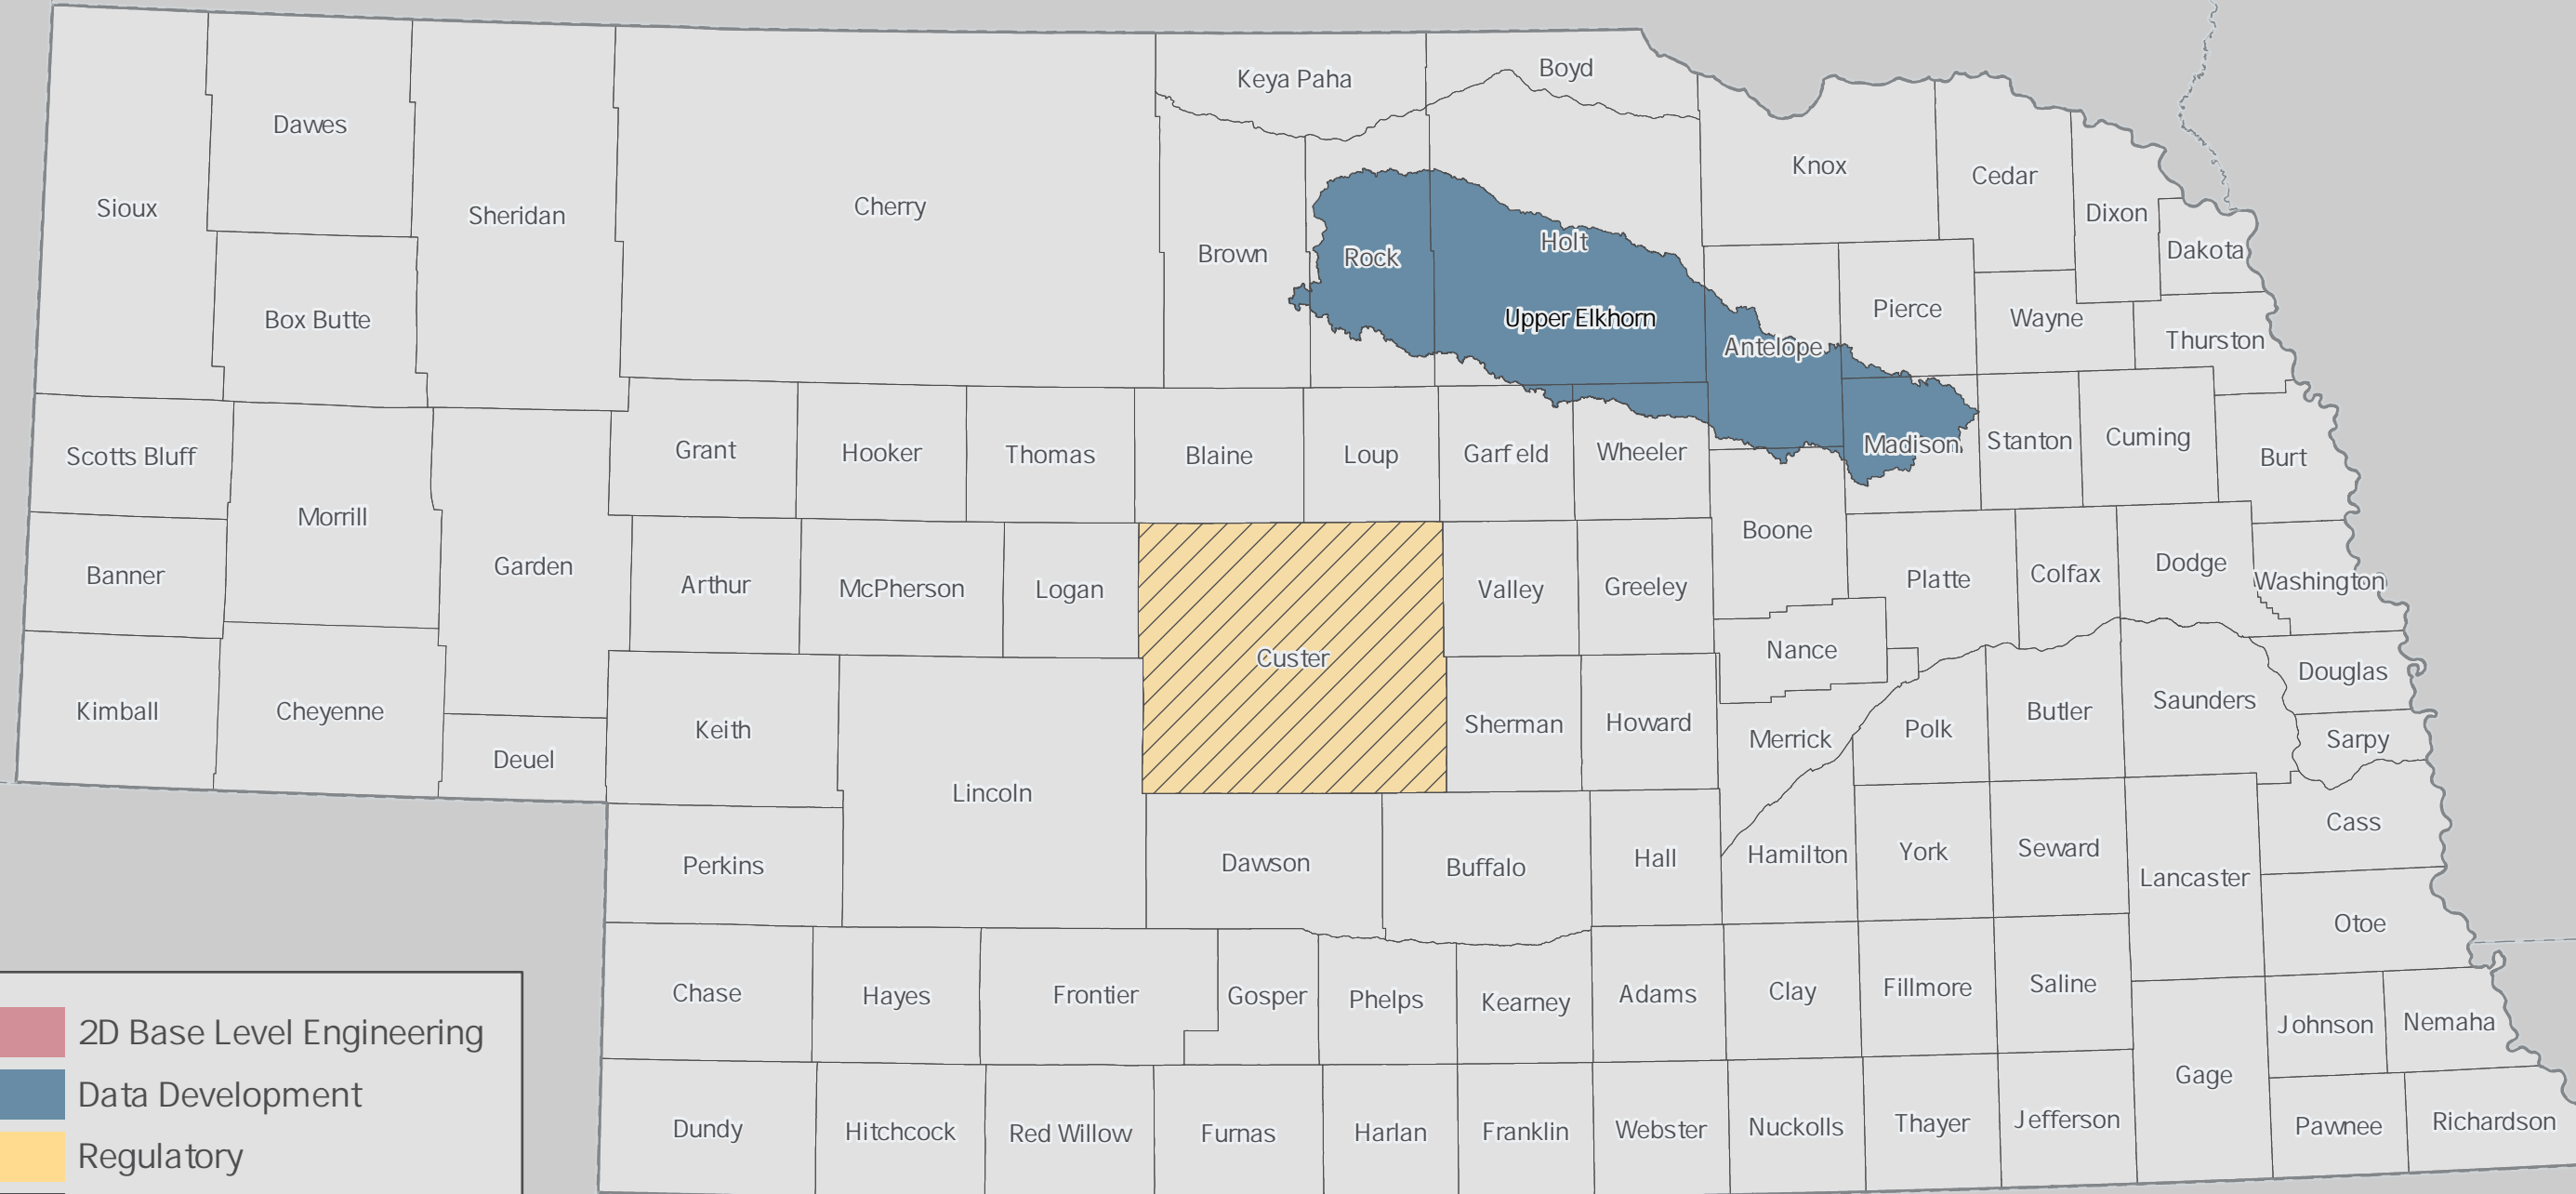 Keya Paha
Boyd
Dawes
Knox
Cedar
Sioux
Sheridan
Cherry
Dixon
Brown
Rock
Holt
Dakota
Box Butte
Upper Elkhorn
Pierce
Wayne
Antelope
Thurston
Scotts Bluff
Grant
Hooker
Thomas
Blaine
Loup
Garf eld
Wheeler
Madison
Stanton
Cuming
Burt
Morrill
Boone
Banner
Garden
Arthur
McPherson
Logan
Valley
Greeley
Platte
Colfax
Dodge
Washington
Custer
Nance
Douglas
Kimball
Cheyenne
Keith
Sherman
Howard
Merrick
Polk
Butler
Saunders
Sarpy
Deuel
Lincoln
Perkins
Dawson
Buffalo
Hall
Hamilton
York
Seward
Lancaster
Cass
Otoe
Chase
Hayes
Frontier
Gosper
Phelps
Kearney
Adams
Clay
Fillmore
Saline
Johnson
Nemaha
Gage
Dundy
Hitchcock
Red Willow
Furnas
Harlan
Franklin
Webster
Nuckolls
Thayer
Jefferson
Pawnee
Richardson
2D Base Level Engineering
Data Development
Regulatory